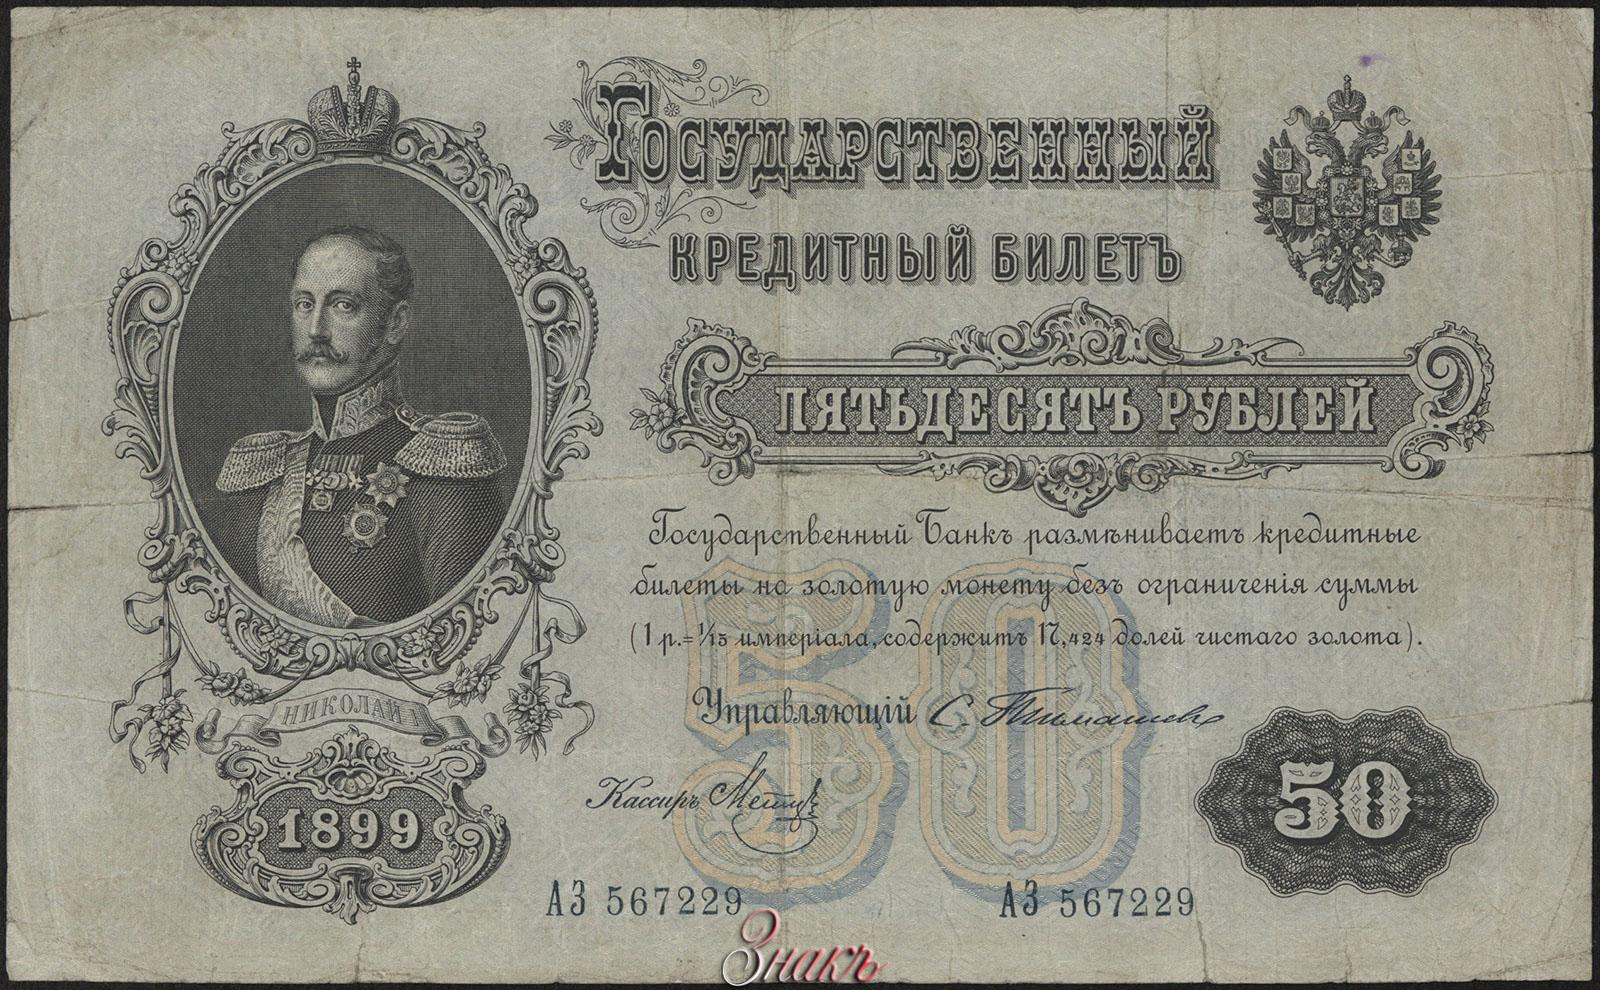 Государственный
кредитный билетъ
пятьдесятъ рублей
Государственный Банкъ размѣниваетъ кредитные
билеты на золотую монету безъ ограниченія суммы
(1 р.=1/15 имперіала, содержитъ 17,424 долей чистаго золота).
Управляющій С. Тимашевъ
Кассиръ
НИКОЛАЙ I
1899
50
50
АЗ 567229
АЗ 567229
Знакъ